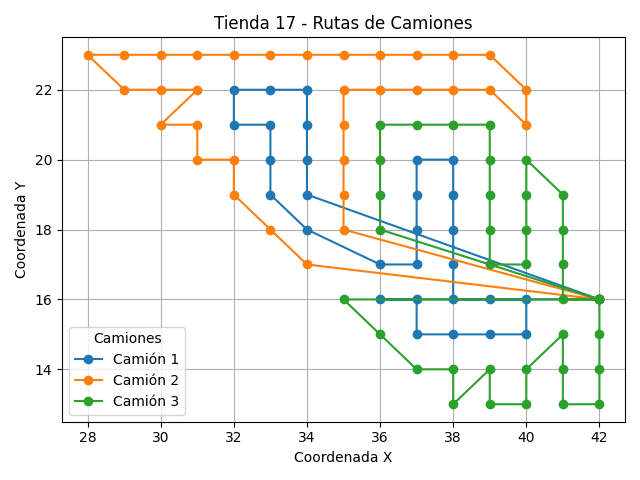 Tienda 17 - Rutas de Camiones
Coordenada Y
22
20
18
16
14
Camiones
Camión 1
Camión 2
Camión 3
28 30 32 34 36 38 40 42
Coordenada X